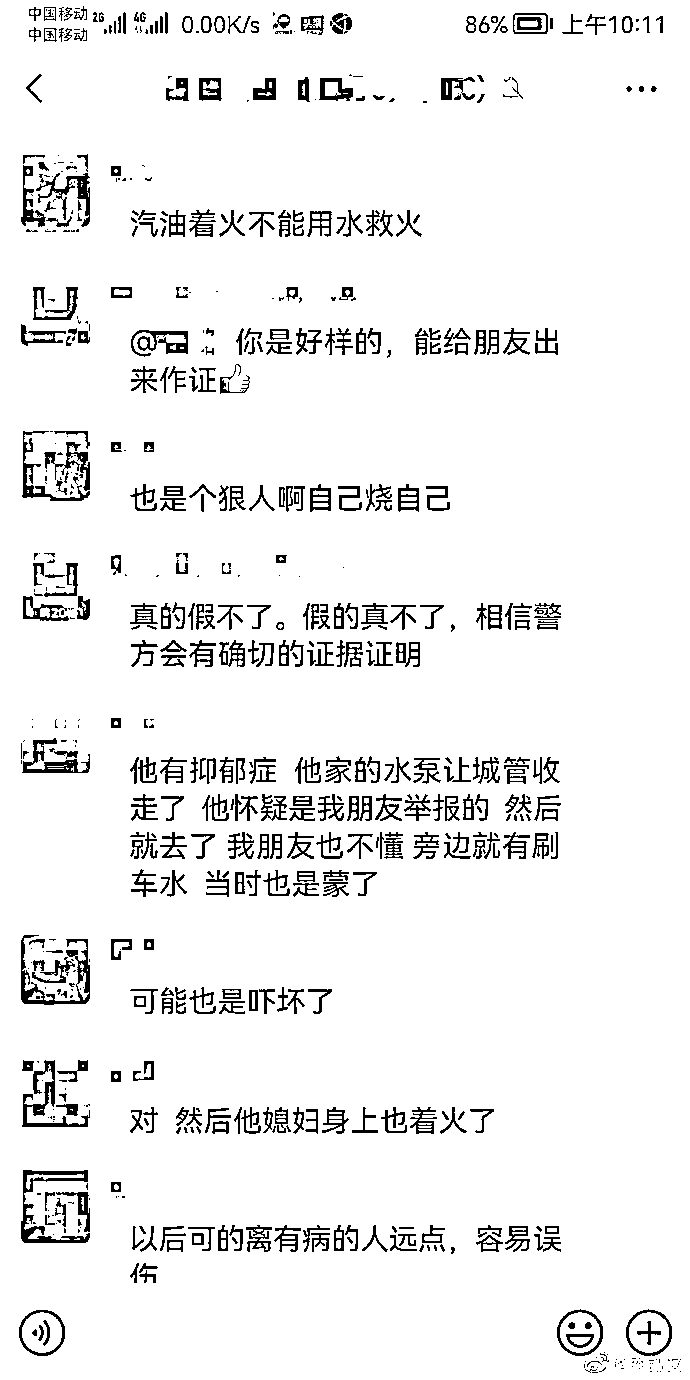 中国移动 2G 4G 0.00K/s 86% 上午10:11
中国移动
汽油着火不能用水救火
@ 你是好样的，能给朋友出
来作证👍
也是个狠人啊自己烧自己
真的假不了。假的真不了，相信警
方会有确切的证据证明
他有抑郁症 他家的水泵让城管收
走了 他怀疑是我朋友举报的 然后
就去了 我朋友也不懂 旁边就有刷
车水 当时也是蒙了
可能也是吓坏了
对 然后他媳妇身上也着火了
以后可的离有病的人远点，容易误
伤